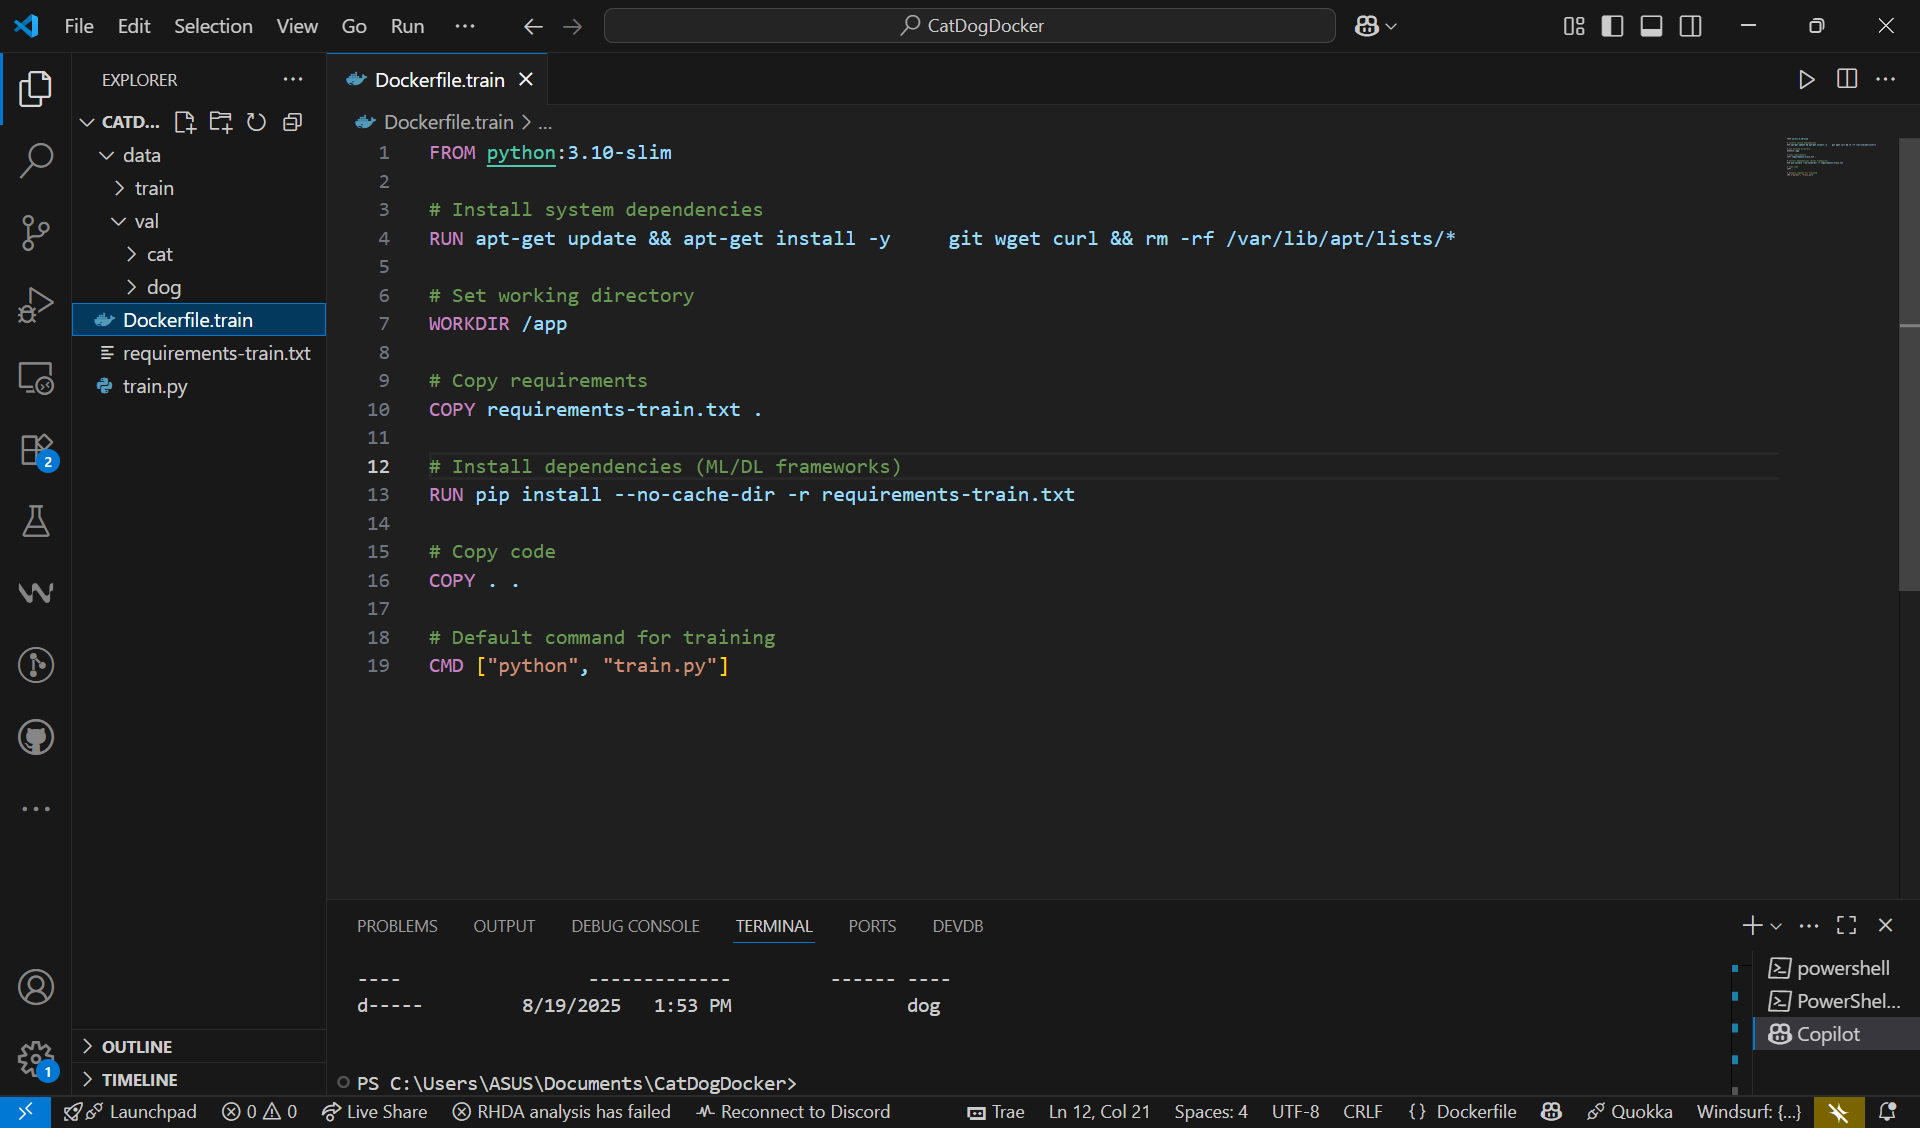 File Edit Selection View Go Run ...
CatDogDocker
EXPLORER
CATD...
data
train
val
cat
dog
Dockerfile.train
requirements-train.txt
train.py
2
1
OUTLINE
TIMELINE
Dockerfile.train
Dockerfile.train > ...
1 FROM python:3.10-slim
2
3 # Install system dependencies
4 RUN apt-get update && apt-get install -y     git wget curl && rm -rf /var/lib/apt/lists/*
5
6 # Set working directory
7 WORKDIR /app
8
9 # Copy requirements
10 COPY requirements-train.txt .
11
12 # Install dependencies (ML/DL frameworks)
13 RUN pip install --no-cache-dir -r requirements-train.txt
14
15 # Copy code
16 COPY . .
17
18 # Default command for training
19 CMD ["python", "train.py"]
PROBLEMS OUTPUT DEBUG CONSOLE TERMINAL PORTS DEVDB
---- ------------- ------ ----
d----- 8/19/2025 1:53 PM dog
PS C:\Users\ASUS\Documents\CatDogDocker>
powershell
PowerShel...
Copilot
Launchpad 0 0 Live Share RHDA analysis has failed Reconnect to Discord Trae Ln 12, Col 21 Spaces: 4 UTF-8 CRLF {} Dockerfile Quokka Windsurf: {...}